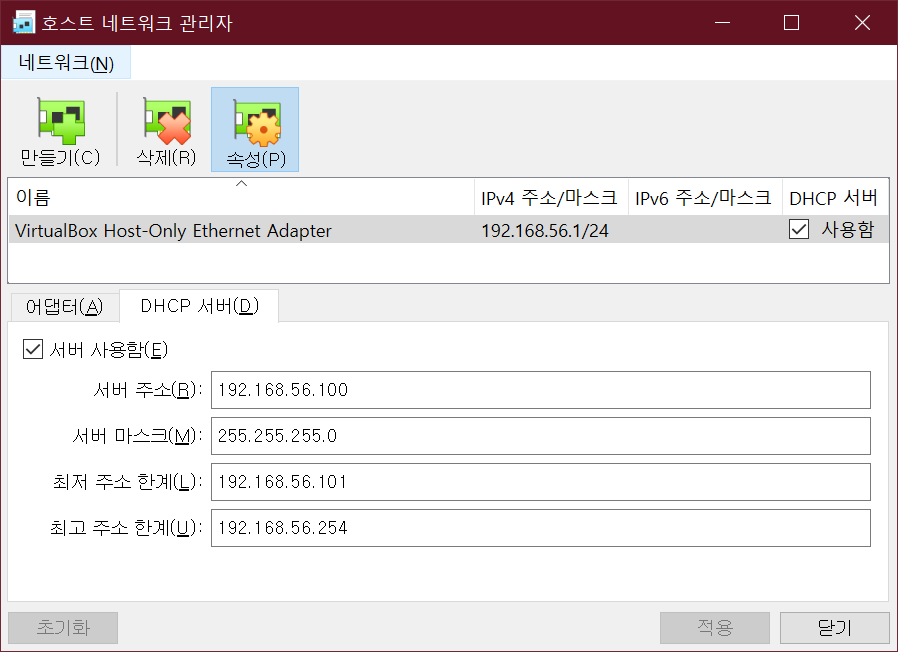 호스트 네트워크 관리자
네트워크(N)
만들기(C) 삭제(R) 속성(P)
이름 IPv4 주소/마스크 IPv6 주소/마스크 DHCP 서버
VirtualBox Host-Only Ethernet Adapter 192.168.56.1/24 사용함
어댑터(A) DHCP 서버(D)
서버 사용함(E)
서버 주소(R): 192.168.56.100
서버 마스크(M): 255.255.255.0
최저 주소 한계(L): 192.168.56.101
최고 주소 한계(U): 192.168.56.254
초기화 적용 닫기